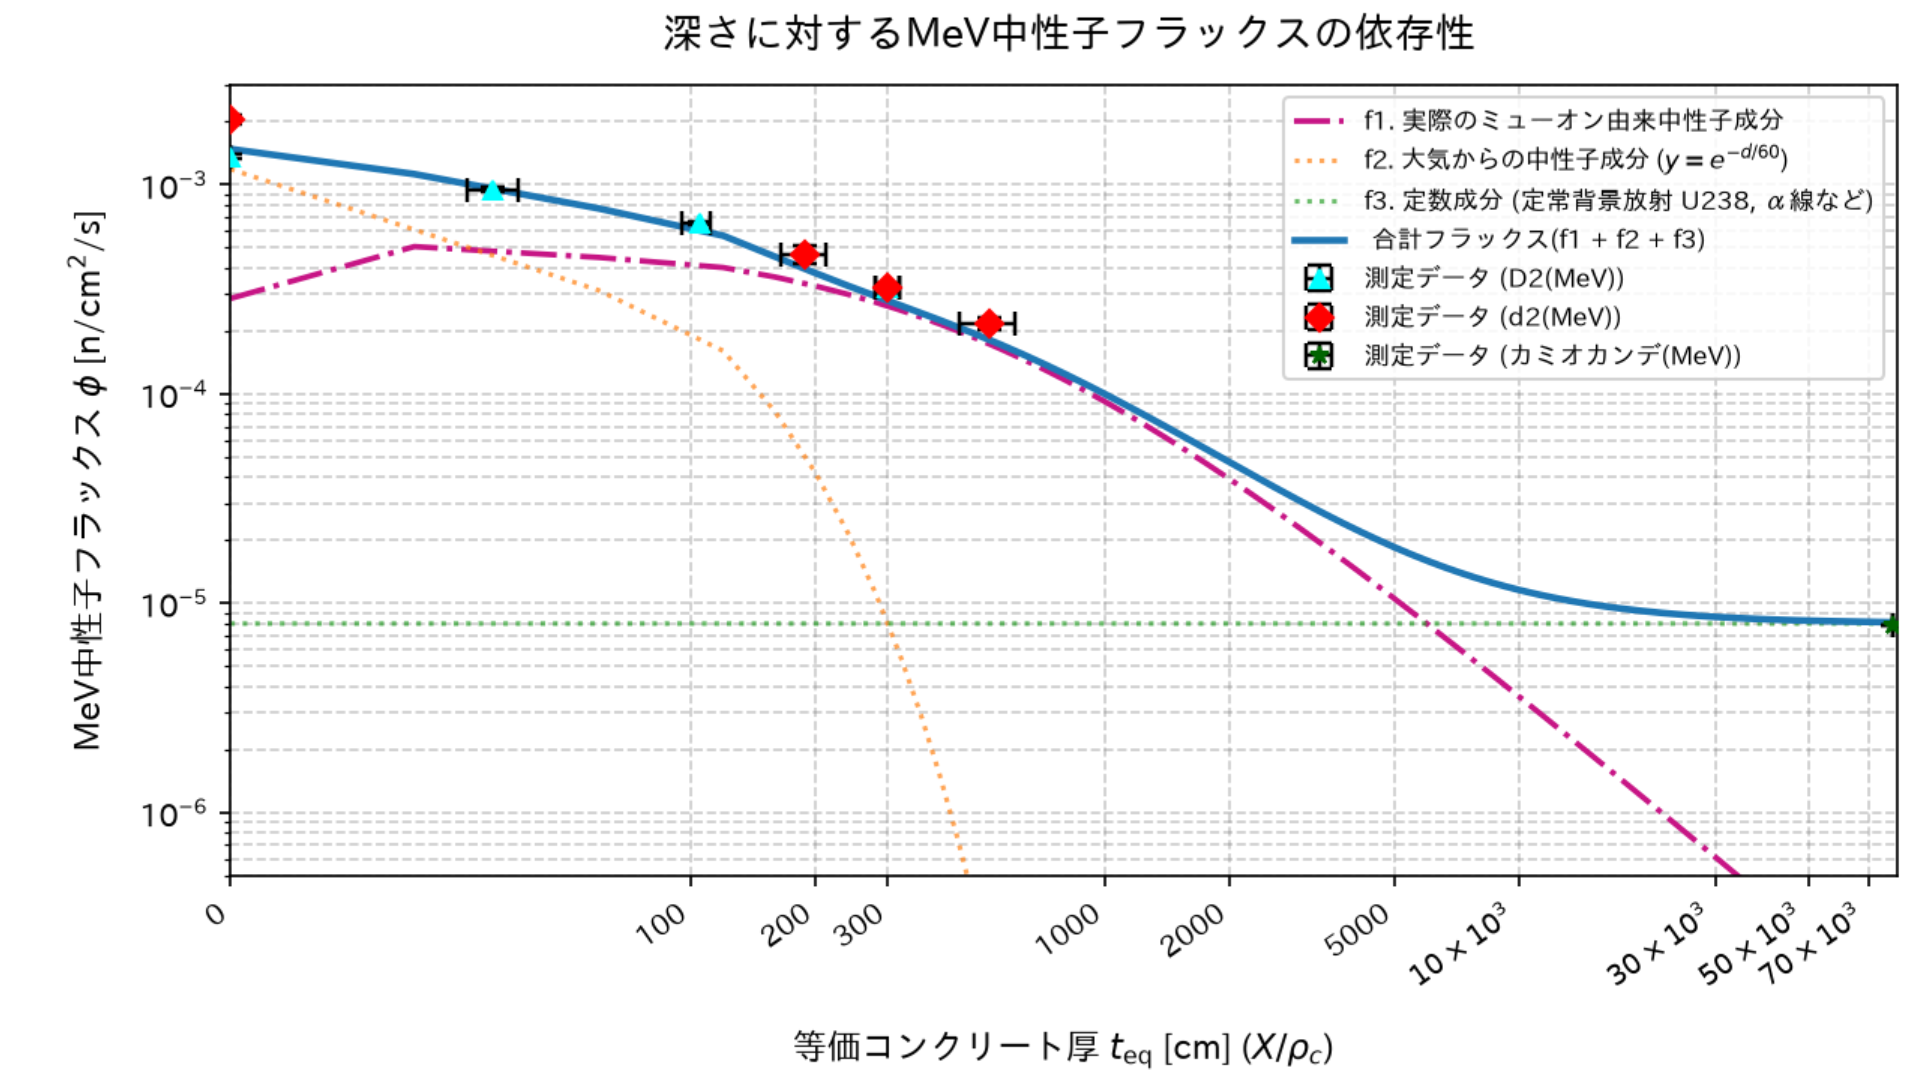 深さに対するMeV中性子フラックスの依存性
MeV中性子フラックス ϕ [n/cm²/s]
10⁻³
10⁻⁴
10⁻⁵
10⁻⁶
f1. 実際のミューオン由来中性子成分
f2. 大気からの中性子成分 (y = e^{−d/60})
f3. 定数成分 (定常背景放射 U238, α線など)
合計フラックス(f1 + f2 + f3)
測定データ (D2(MeV))
測定データ (d2(MeV))
測定データ (カミオカンデ(MeV))
0
100
200
300
1000
2000
5000
10 × 10³
30 × 10³
50 × 10³
70 × 10³
等価コンクリート厚 t_eq [cm] (X/ρ_c)